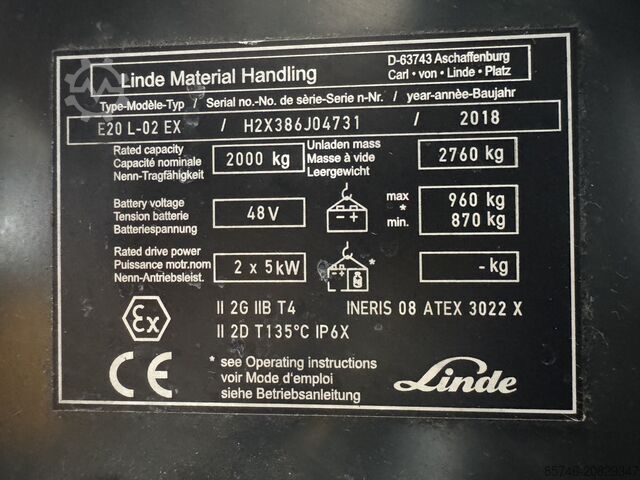 Linde Material Handling
D-63743 Aschaffenburg
Carl • von • Linde • Platz
Type-Modèle-Typ / Serial no.-No. de sèrie-Serie n-Nr. / year-annèe-Baujahr
E20 L-02 EX / H2X386J04731 / 2018
Rated capacity
Capacité nominale
Nenn-Tragfähigkeit
2000 kg
Unladen mass
Masse à vide
Leergewicht
2760 kg
Battery voltage
Tension batterie
Batteriespannung
48V
- +
max
*
min.
960 kg
870 kg
Rated drive power
Puissance motr.nom
Nenn-Antriebsleist.
2 x 5kW
- +
*
- kg
Ex
II 2G IIB T4
INERIS 08 ATEX 3022 X
II 2D T135°C IP6X
CE
* see Operating instructions
voir Mode d'emploi
siehe Betriebsanleitung
Linde